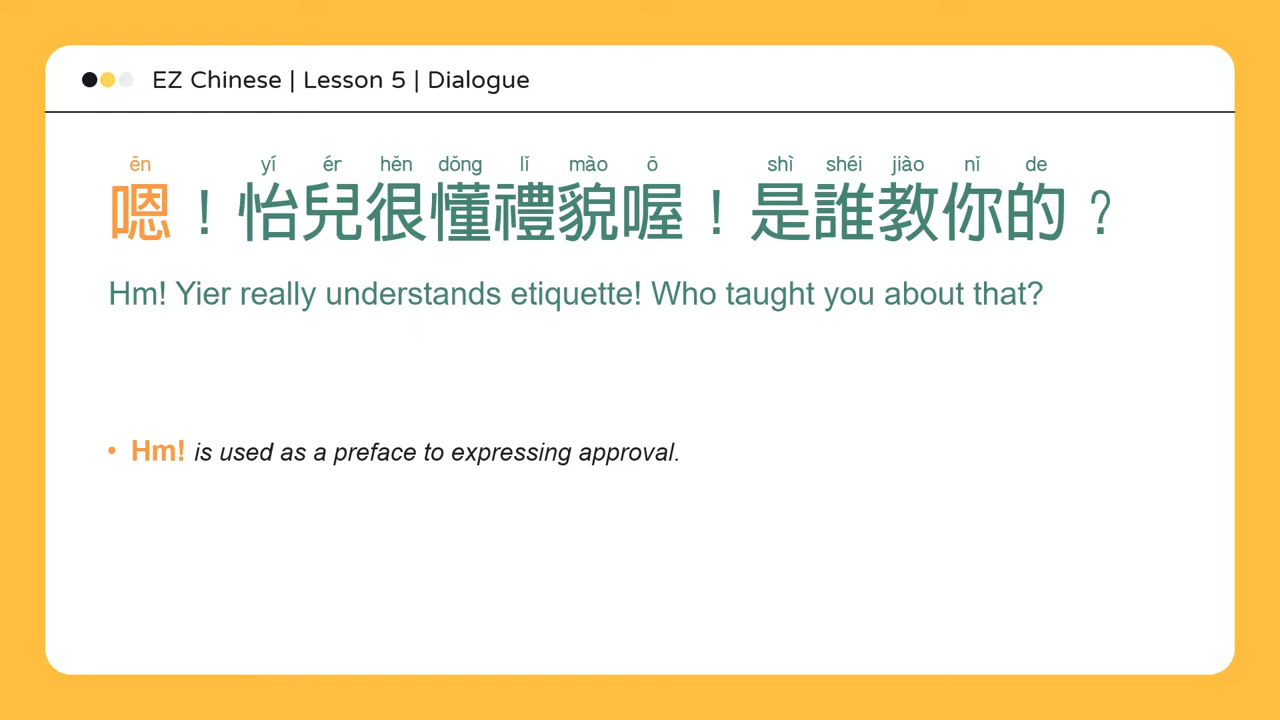 EZ Chinese | Lesson 5 | Dialogue
ēn yí ér hěn dǒng lǐ mào ō shì shéi jiào nǐ de
嗯！怡兒很懂禮貌喔！是誰教你的？
Hm! Yier really understands etiquette! Who taught you about that?
• Hm! is used as a preface to expressing approval.